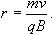 r = mv/qB.